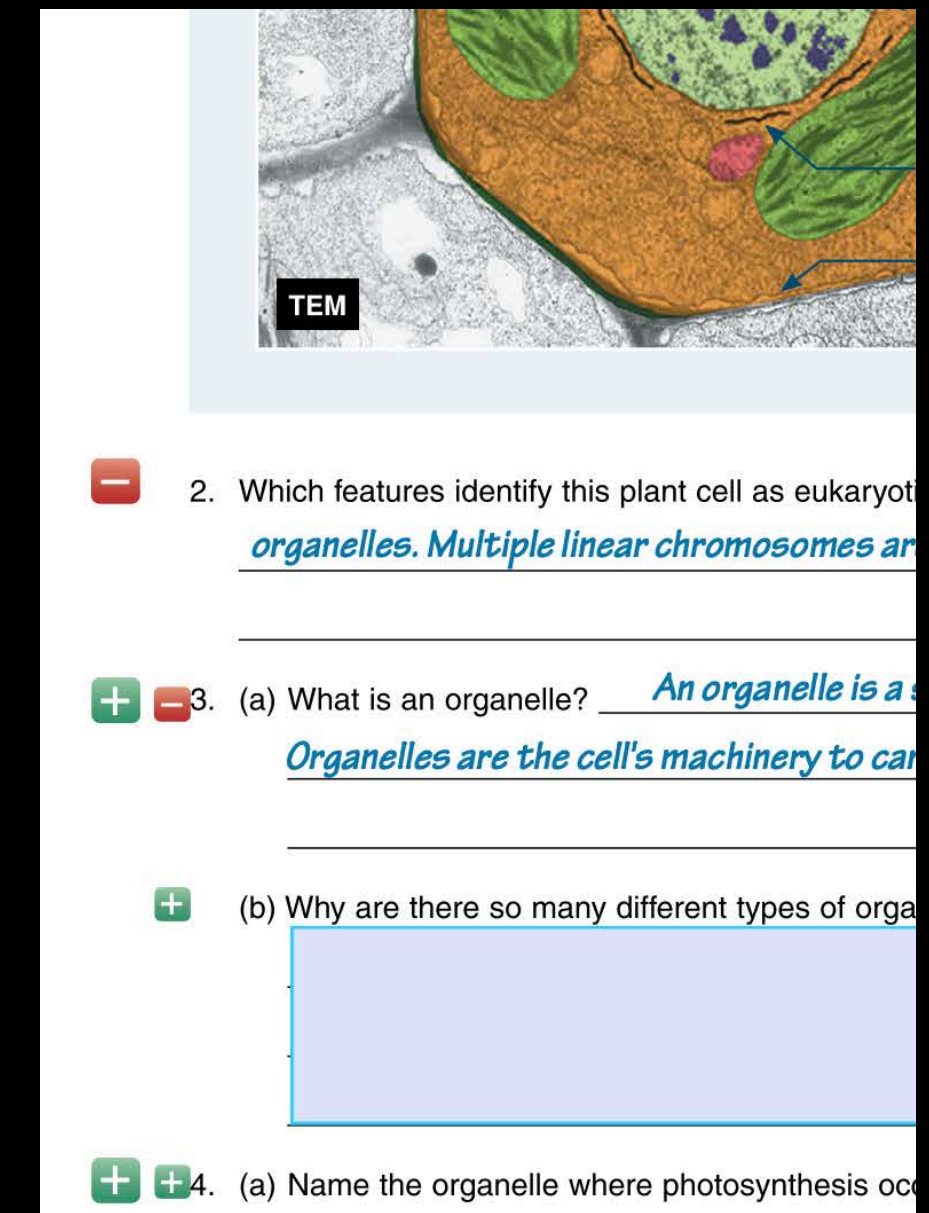 TEM
2. Which features identify this plant cell as eukaryoti
organelles. Multiple linear chromosomes ar
3. (a) What is an organelle? An organelle is a s
Organelles are the cell's machinery to car
(b) Why are there so many different types of orga
4. (a) Name the organelle where photosynthesis occ